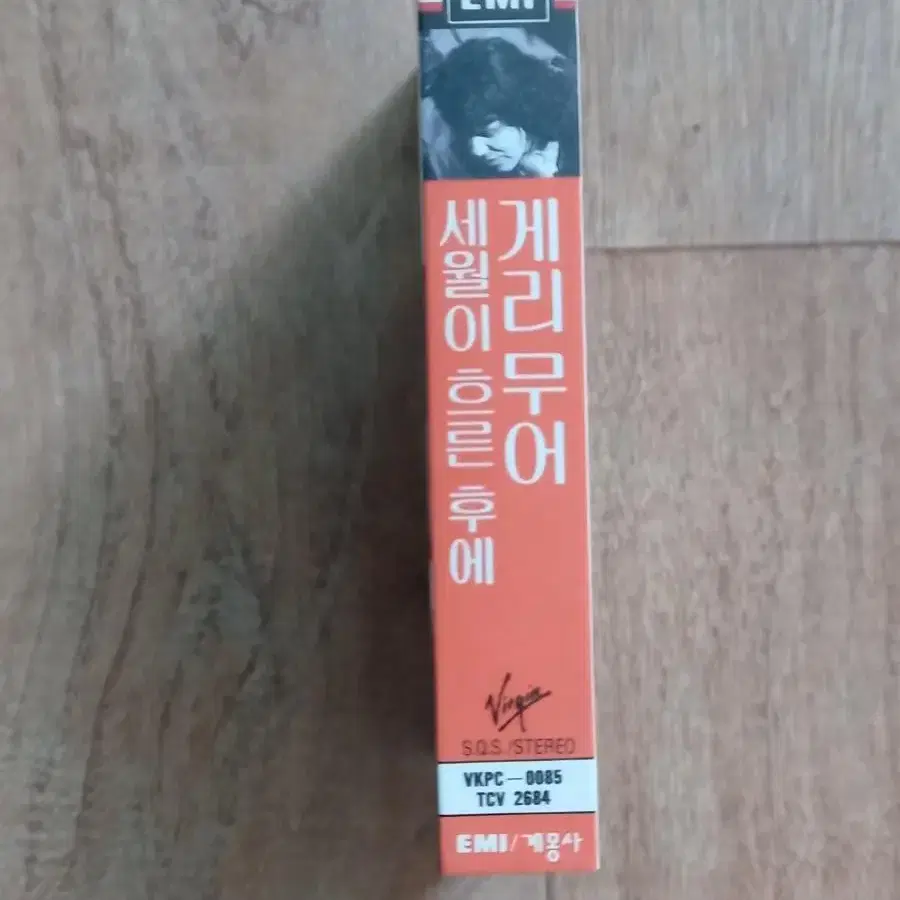 EMI
게리 무어
세월이 흐른 후에
Virgin
S.Q.S./STEREO
VKPC-0085
TCV 2684
EMI/계몽사